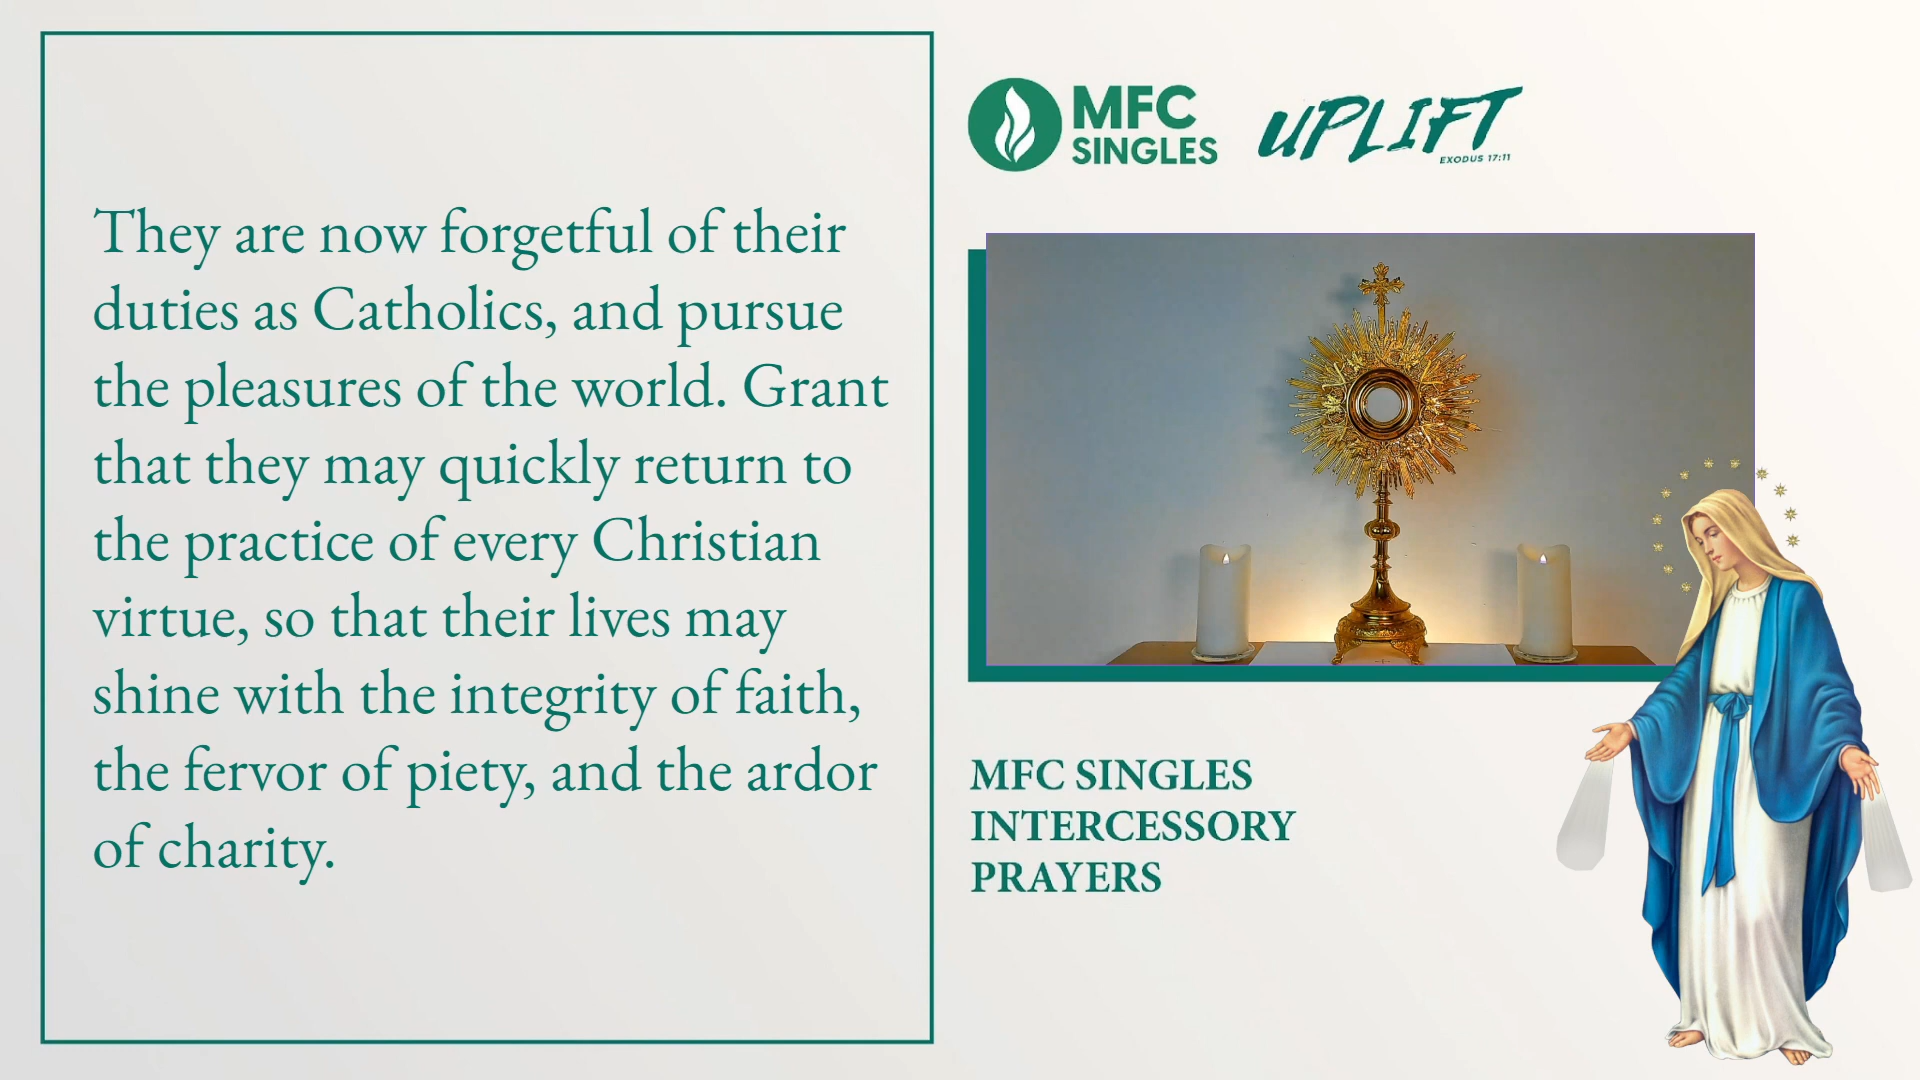 They are now forgetful of their
duties as Catholics, and pursue
the pleasures of the world. Grant
that they may quickly return to
the practice of every Christian
virtue, so that their lives may
shine with the integrity of faith,
the fervor of piety, and the ardor
of charity.
MFC
SINGLES
UPLIFT
EXODUS 17:11
MFC SINGLES
INTERCESSORY
PRAYERS